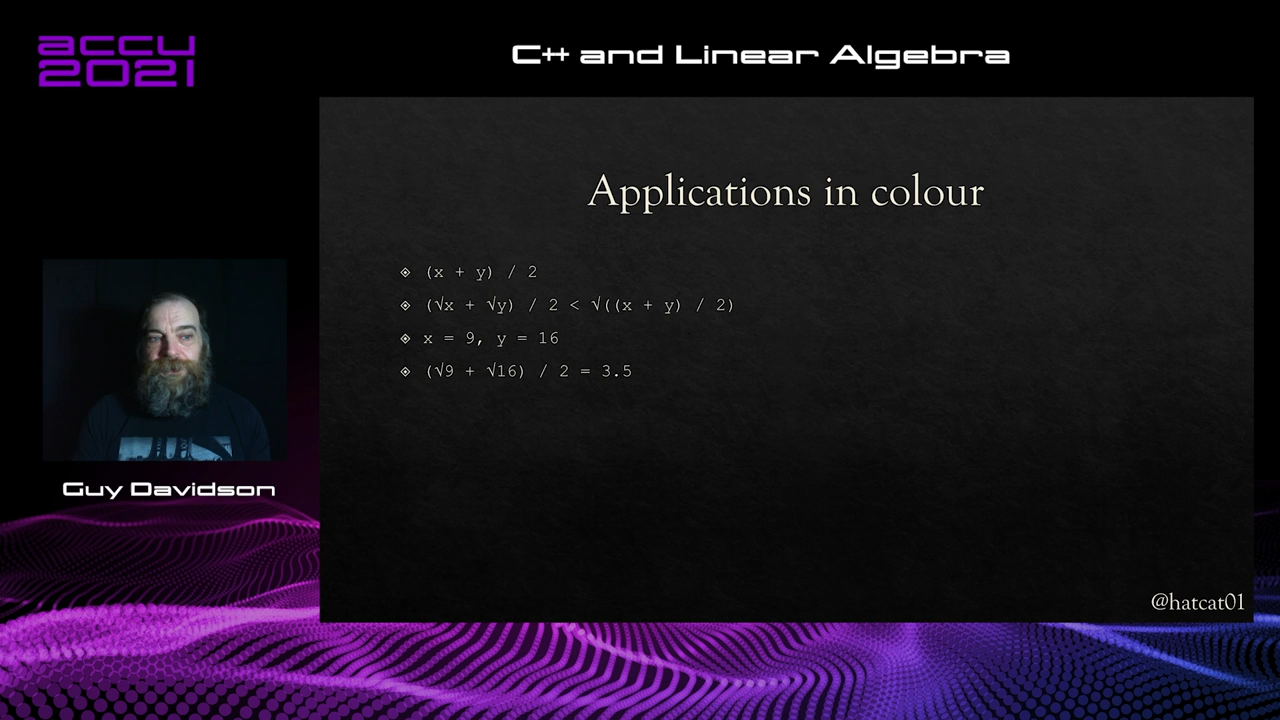 accu
2021
C++ and Linear Algebra
Applications in colour
(x + y) / 2
(√x + √y) / 2 < √((x + y) / 2)
x = 9, y = 16
(√9 + √16) / 2 = 3.5
Guy Davidson
@hatcat01